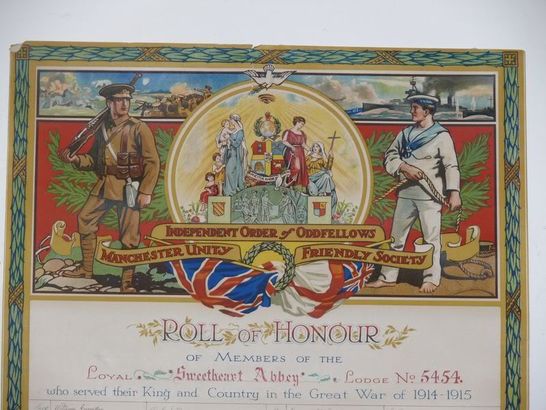 INDEPENDENT ORDER of ODDFELLOWS
MANCHESTER UNITY FRIENDLY SOCIETY
ROLL OF HONOUR
OF MEMBERS OF THE
LOYAL Sweetheart Abbey LODGE No 5454.
who served their King and Country in the Great War of 1914-1915